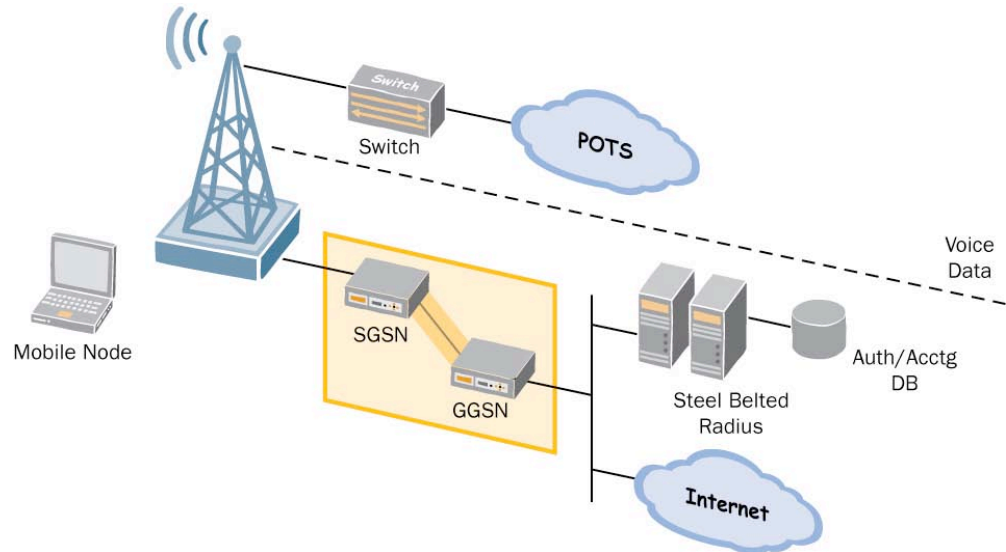 Switch
Switch
POTS
Voice
Data
Mobile Node
SGSN
GGSN
Steel Belted
Radius
Auth/Acctg
DB
Internet